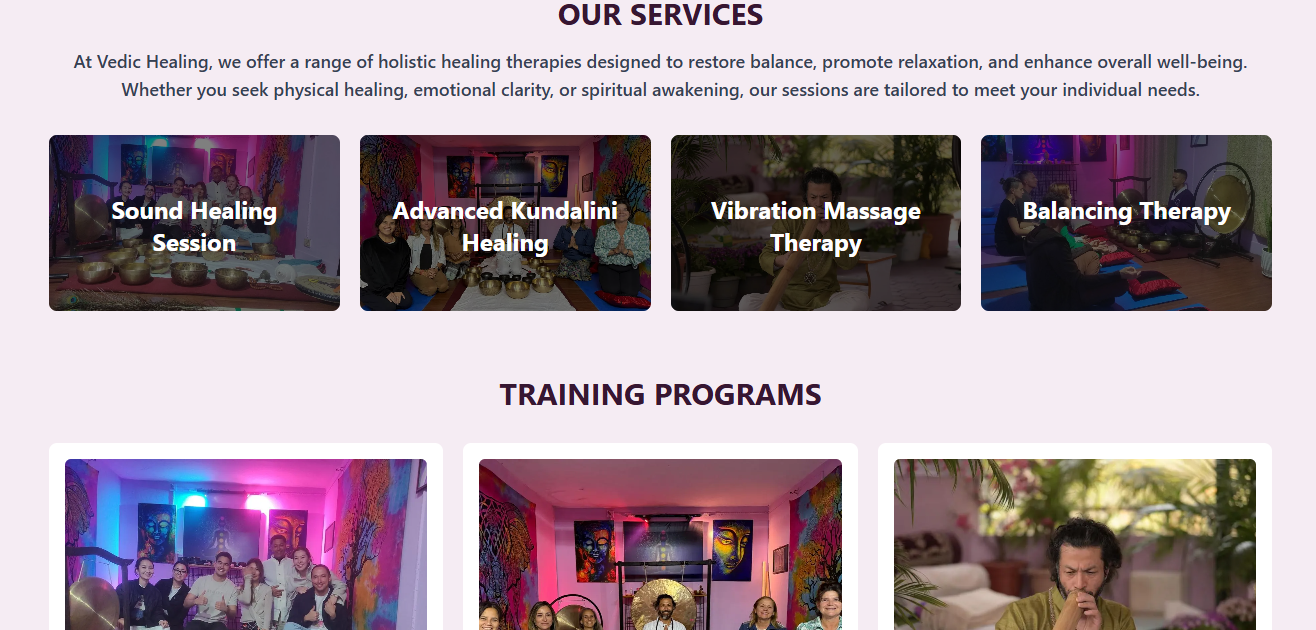 OUR SERVICES
At Vedic Healing, we offer a range of holistic healing therapies designed to restore balance, promote relaxation, and enhance overall well-being.
Whether you seek physical healing, emotional clarity, or spiritual awakening, our sessions are tailored to meet your individual needs.
Sound Healing
Session
Advanced Kundalini
Healing
Vibration Massage
Therapy
Balancing Therapy
TRAINING PROGRAMS